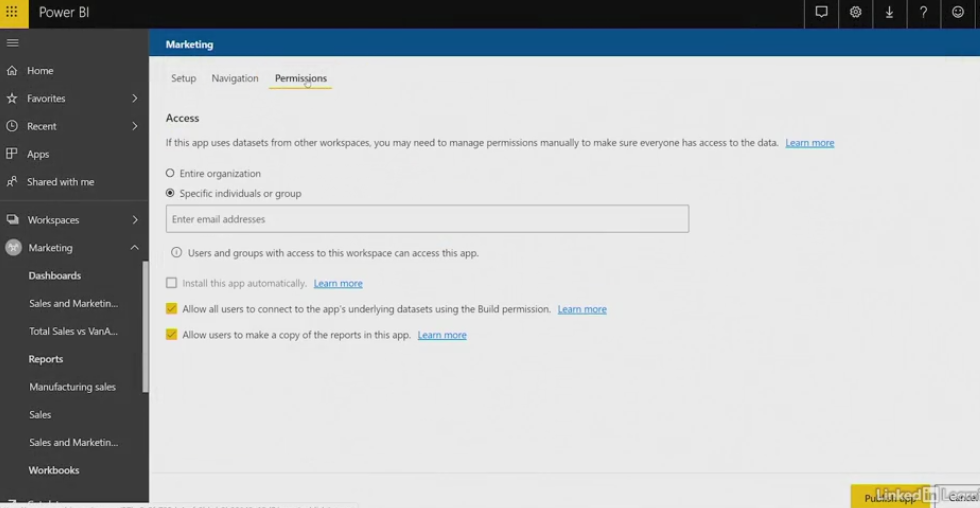 Power BI
Marketing
Home
Favorites
Recent
Apps
Shared with me
Workspaces
Marketing
Dashboards
Sales and Marketin...
Total Sales vs VanA...
Reports
Manufacturing sales
Sales
Sales and Marketin...
Workbooks
Setup Navigation Permissions
Access
If this app uses datasets from other workspaces, you may need to manage permissions manually to make sure everyone has access to the data. Learn more
Entire organization
Specific individuals or group
Enter email addresses
Users and groups with access to this workspace can access this app.
Install this app automatically. Learn more
Allow all users to connect to the app's underlying datasets using the Build permission. Learn more
Allow users to make a copy of the reports in this app. Learn more
Publish app Cancel
Linked in